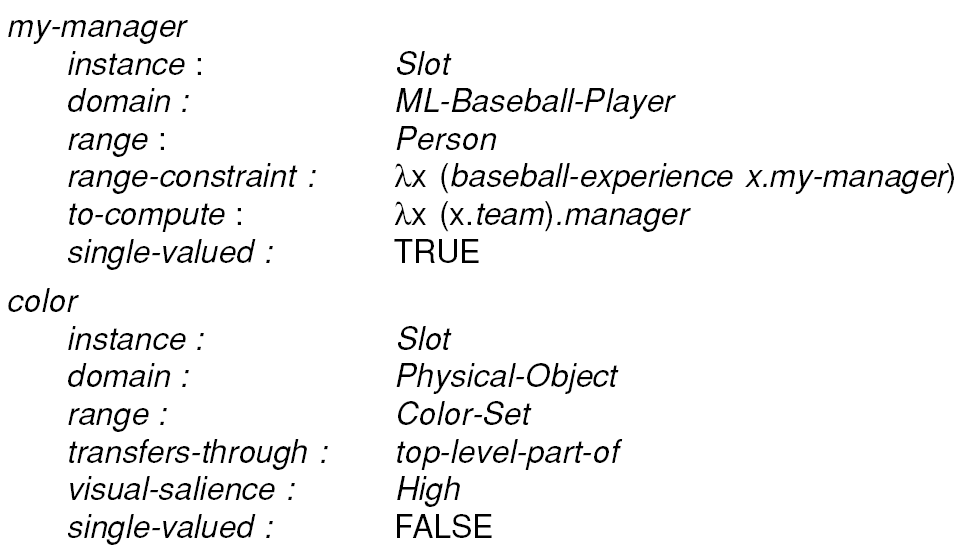 my-manager
instance : Slot
domain : ML-Baseball-Player
range : Person
range-constraint : λx (baseball-experience x.my-manager)
to-compute : λx (x.team).manager
single-valued : TRUE
color
instance : Slot
domain : Physical-Object
range : Color-Set
transfers-through : top-level-part-of
visual-salience : High
single-valued : FALSE